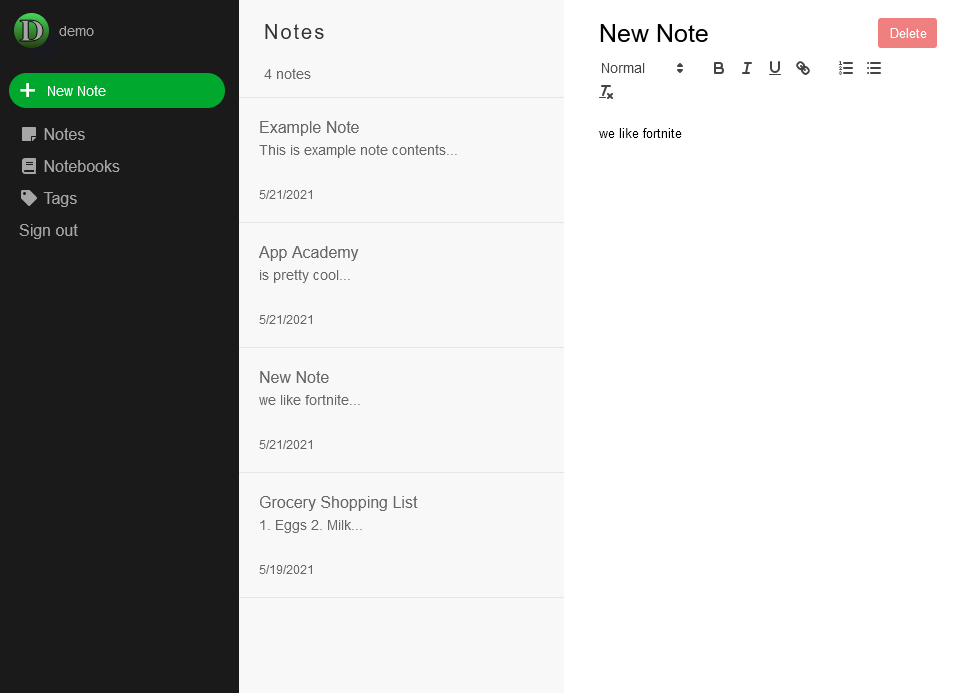 D demo
New Note
Notes
Notebooks
Tags
Sign out
Notes
4 notes
Example Note
This is example note contents...
5/21/2021
App Academy
is pretty cool...
5/21/2021
New Note
we like fortnite...
5/21/2021
Grocery Shopping List
1. Eggs 2. Milk...
5/19/2021
New Note
Delete
Normal
we like fortnite